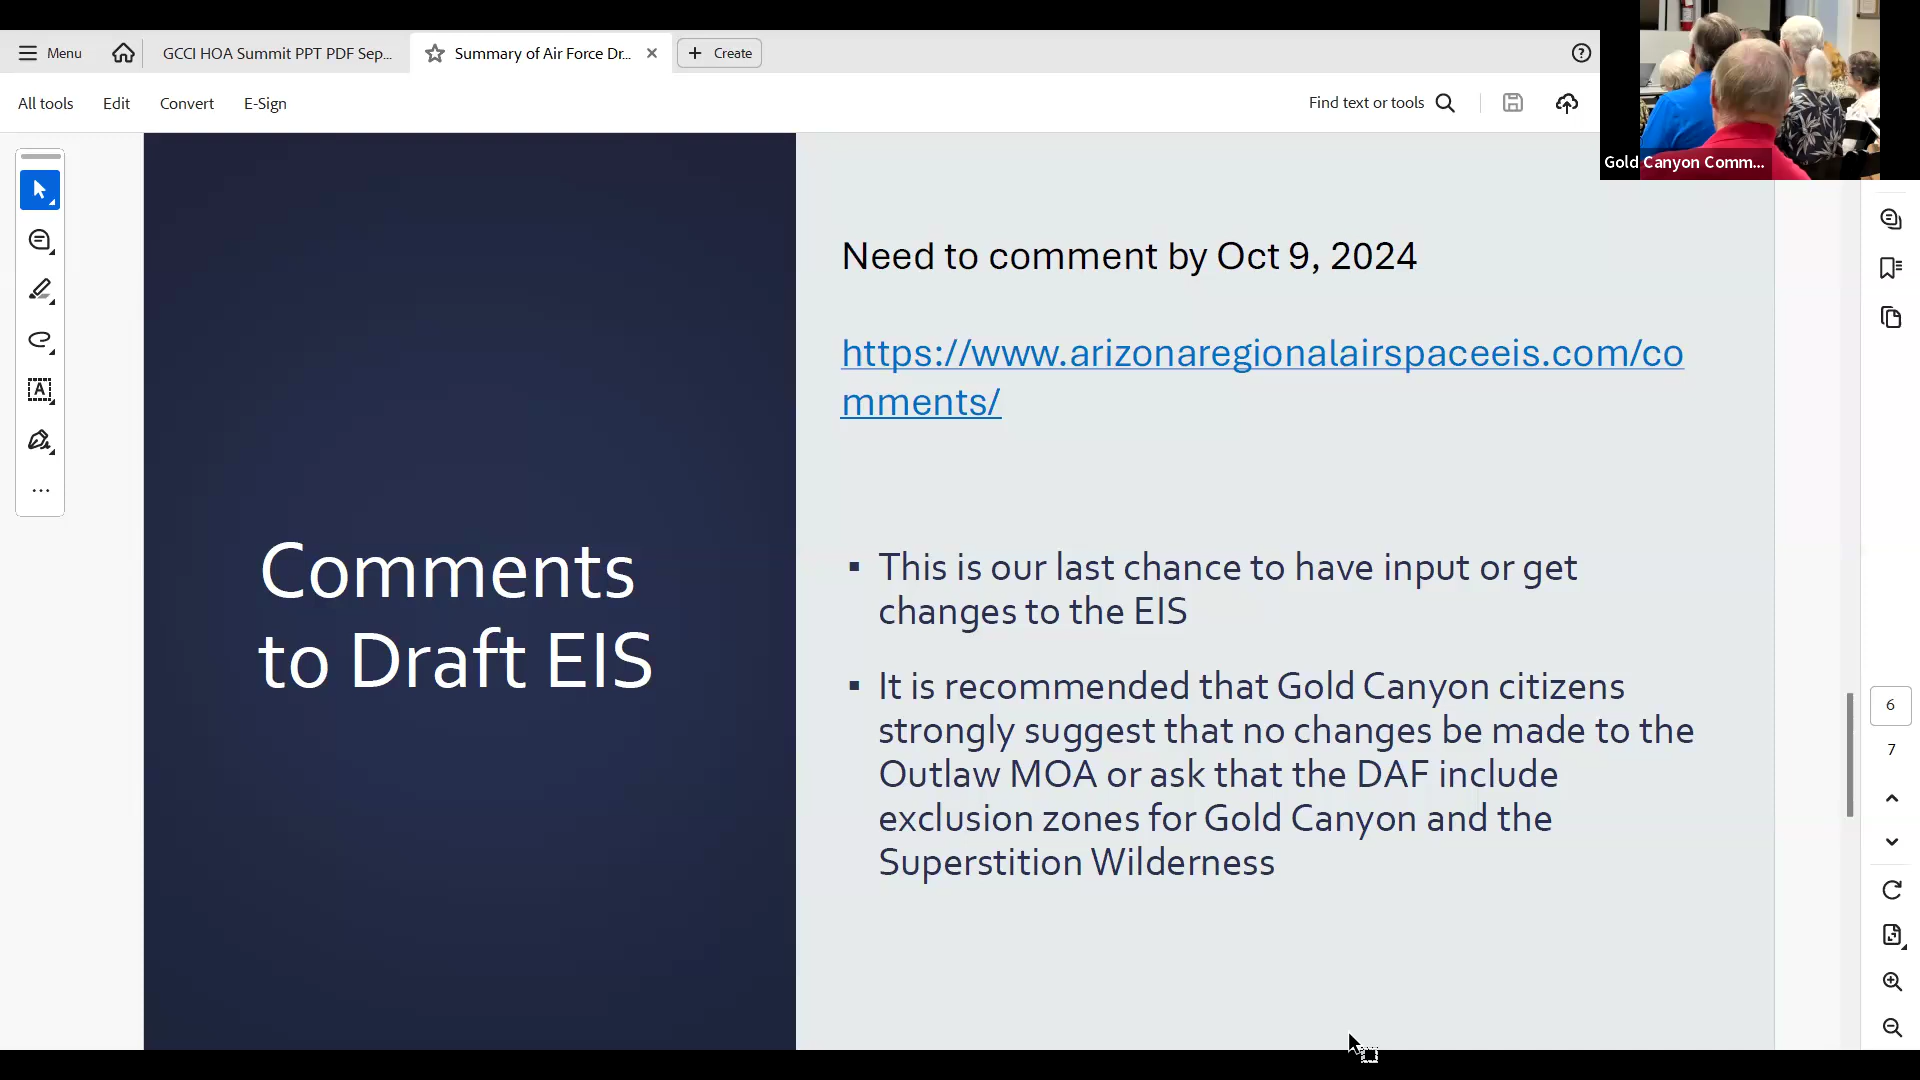 Menu
GCCI HOA Summit PPT PDF Sep...
Summary of Air Force Dr...
Create
All tools
Edit
Convert
E-Sign
Find text or tools
Gold Canyon Comm...
Comments
to Draft EIS
Need to comment by Oct 9, 2024
https://www.arizonaregionalairspaceeis.com/co
mments/
▪ This is our last chance to have input or get
changes to the EIS
▪ It is recommended that Gold Canyon citizens
strongly suggest that no changes be made to the
Outlaw MOA or ask that the DAF include
exclusion zones for Gold Canyon and the
Superstition Wilderness
6
7